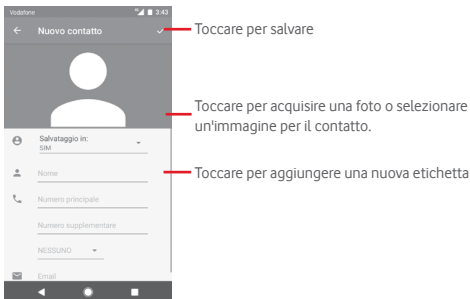 Vodafone
3:43
Nuovo contatto
Toccare per salvare
Toccare per acquisire una foto o selezionare
un'immagine per il contatto.
Salvataggio in:
SIM
Nome
Toccare per aggiungere una nuova etichetta
Numero principale
Numero supplementare
NESSUNO
Email